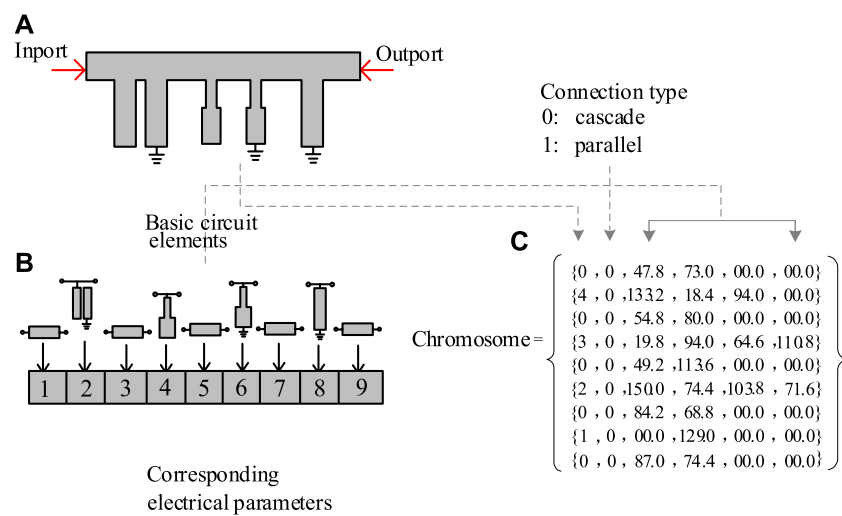 A
Inport
Outport
Connection type
0: cascade
1: parallel
Basic circuit
elements
B
C
1 2 3 4 5 6 7 8 9
Chromosome =
{0 , 0 , 47.8 , 73.0 , 00.0 , 00.0}
{4 , 0 ,133.2 , 18.4 , 94.0 , 00.0}
{0 , 0 , 54.8 , 80.0 , 00.0 , 00.0}
{3 , 0 , 19.8 , 94.0 , 64.6 ,110.8}
{0 , 0 , 49.2 ,113.6 , 00.0 , 00.0}
{2 , 0 ,150.0 , 74.4 ,103.8 , 71.6}
{0 , 0 , 84.2 , 68.8 , 00.0 , 00.0}
{1 , 0 , 00.0 ,129.0 , 00.0 , 00.0}
{0 , 0 , 87.0 , 74.4 , 00.0 , 00.0}
Corresponding
electrical parameters